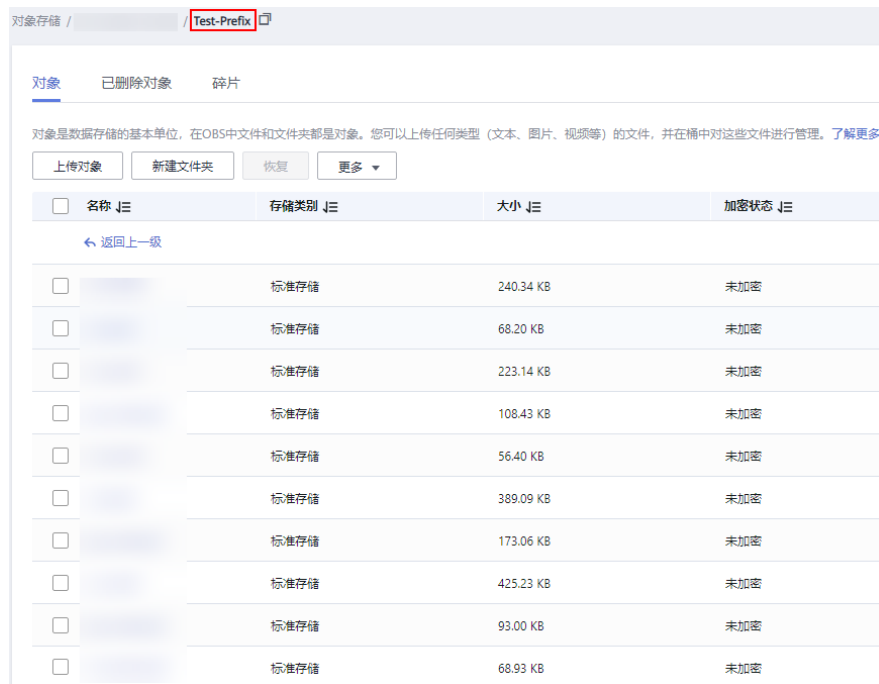 对象存储 / / Test-Prefix
对象 已删除对象 碎片
对象是数据存储的基本单位，在OBS中文件和文件夹都是对象。您可以上传任何类型（文本、图片、视频等）的文件，并在桶中对这些文件进行管理。了解更多
上传对象 新建文件夹 恢复 更多
名称 存储类别 大小 加密状态
返回上一级
标准存储 240.34 KB 未加密
标准存储 68.20 KB 未加密
标准存储 223.14 KB 未加密
标准存储 108.43 KB 未加密
标准存储 56.40 KB 未加密
标准存储 389.09 KB 未加密
标准存储 173.06 KB 未加密
标准存储 425.23 KB 未加密
标准存储 93.00 KB 未加密
标准存储 68.93 KB 未加密